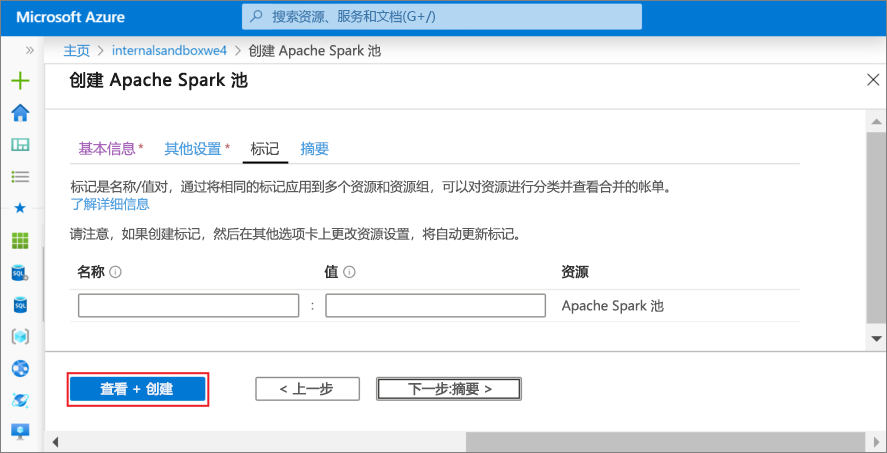 Microsoft Azure
搜索资源、服务和文档(G+/)
主页 > internalsandboxwe4 > 创建 Apache Spark 池
创建 Apache Spark 池
基本信息 * 其他设置 * 标记 摘要
标记是名称/值对，通过将相同的标记应用到多个资源和资源组，可以对资源进行分类并查看合并的帐单。
了解详细信息
请注意，如果创建标记，然后在其他选项卡上更改资源设置，将自动更新标记。
名称 值 资源
: Apache Spark 池
查看 + 创建 < 上一步 下一步:摘要 >
SQL
SQL